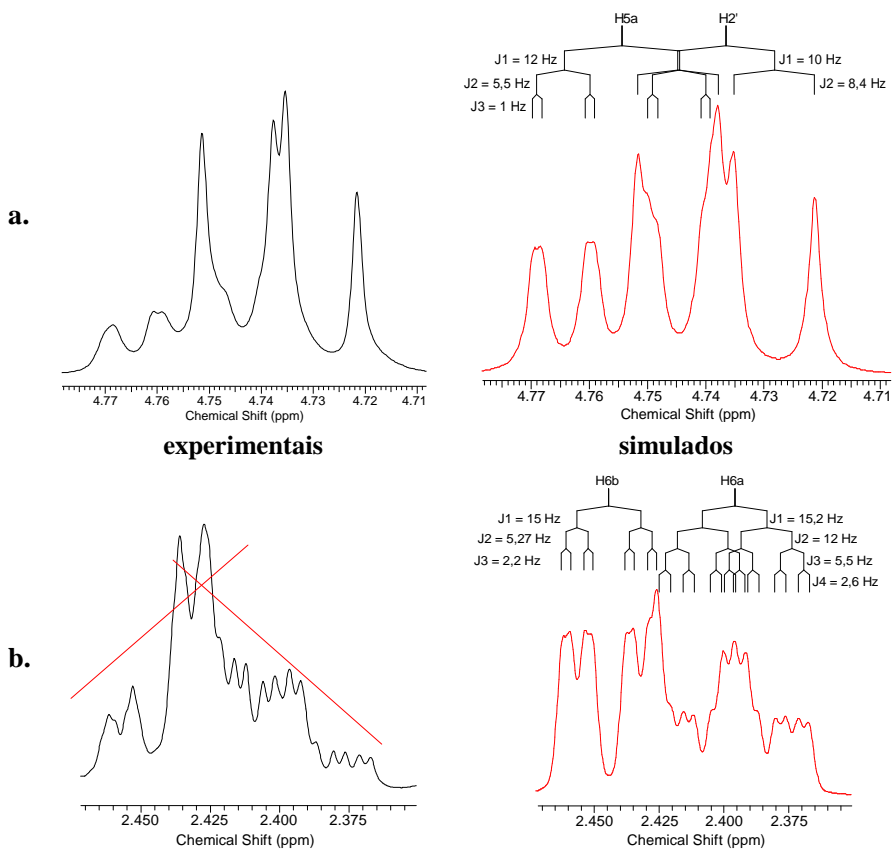 H5a H2'
J1 = 12 Hz J1 = 10 Hz
J2 = 5,5 Hz J2 = 8,4 Hz
J3 = 1 Hz
a.
4.77 4.76 4.75 4.74 4.73 4.72 4.71
Chemical Shift (ppm)
4.77 4.76 4.75 4.74 4.73 4.72 4.71
Chemical Shift (ppm)
experimentais simulados
H6b H6a
J1 = 15 Hz J1 = 15,2 Hz
J2 = 5,27 Hz J2 = 12 Hz
J3 = 2,2 Hz J3 = 5,5 Hz
J4 = 2,6 Hz
b.
2.450 2.425 2.400 2.375
Chemical Shift (ppm)
2.450 2.425 2.400 2.375
Chemical Shift (ppm)